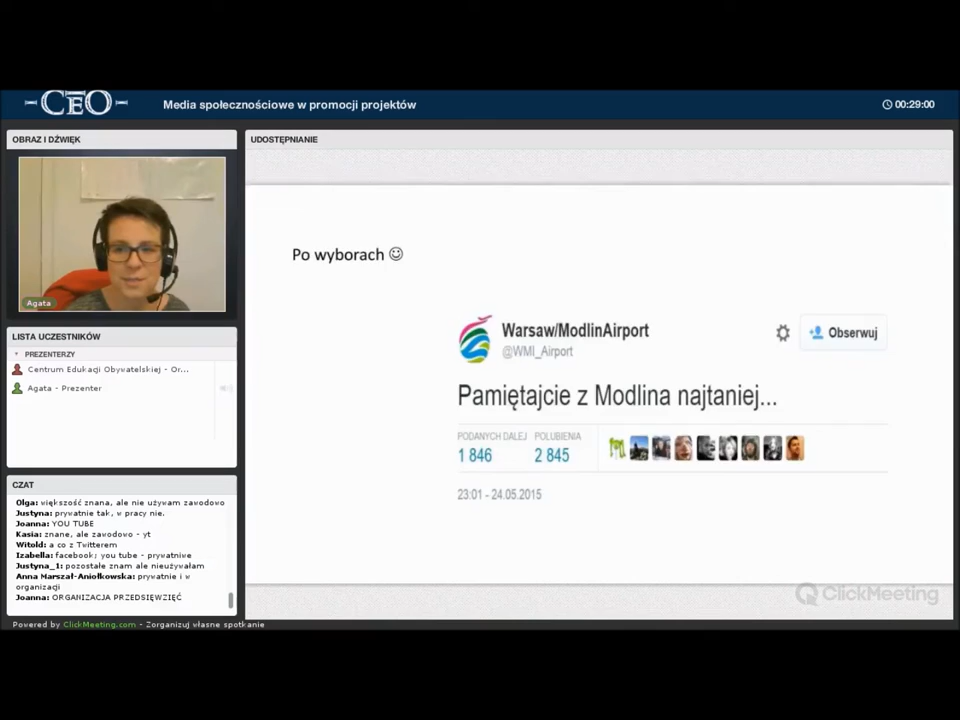 CEO
Media społecznościowe w promocji projektów
00:29:00
OBRAZ I DŹWIĘK
Agata
LISTA UCZESTNIKÓW
PREZENTERZY
Centrum Edukacji Obywatelskiej - Or...
Agata - Prezenter
CZAT
Olga: większość znana, ale nie używam zawodowo
Justyna: prywatnie tak, w pracy nie.
Joanna: YOU TUBE
Kasia: znane, ale zawodowo - yt
Witold: a co z Twitterem
Izabella: facebook; you tube - prywatniwe
Justyna_1: pozostałe znam ale nieużywałam
Anna Marszał-Aniołkowska: prywatnie i w
organizacji
Joanna: ORGANIZACJA PRZEDSIĘWZIĘĆ
Powered by ClickMeeting.com - Zorganizuj własne spotkanie
UDOSTĘPNIANIE
Po wyborach ☺
Warsaw/ModlinAirport
@WMI_Airport
Obserwuj
Pamiętajcie z Modlina najtaniej...
PODANYCH DALEJ POLUBIENIA
1 846 2 845
23:01 - 24.05.2015
ClickMeeting